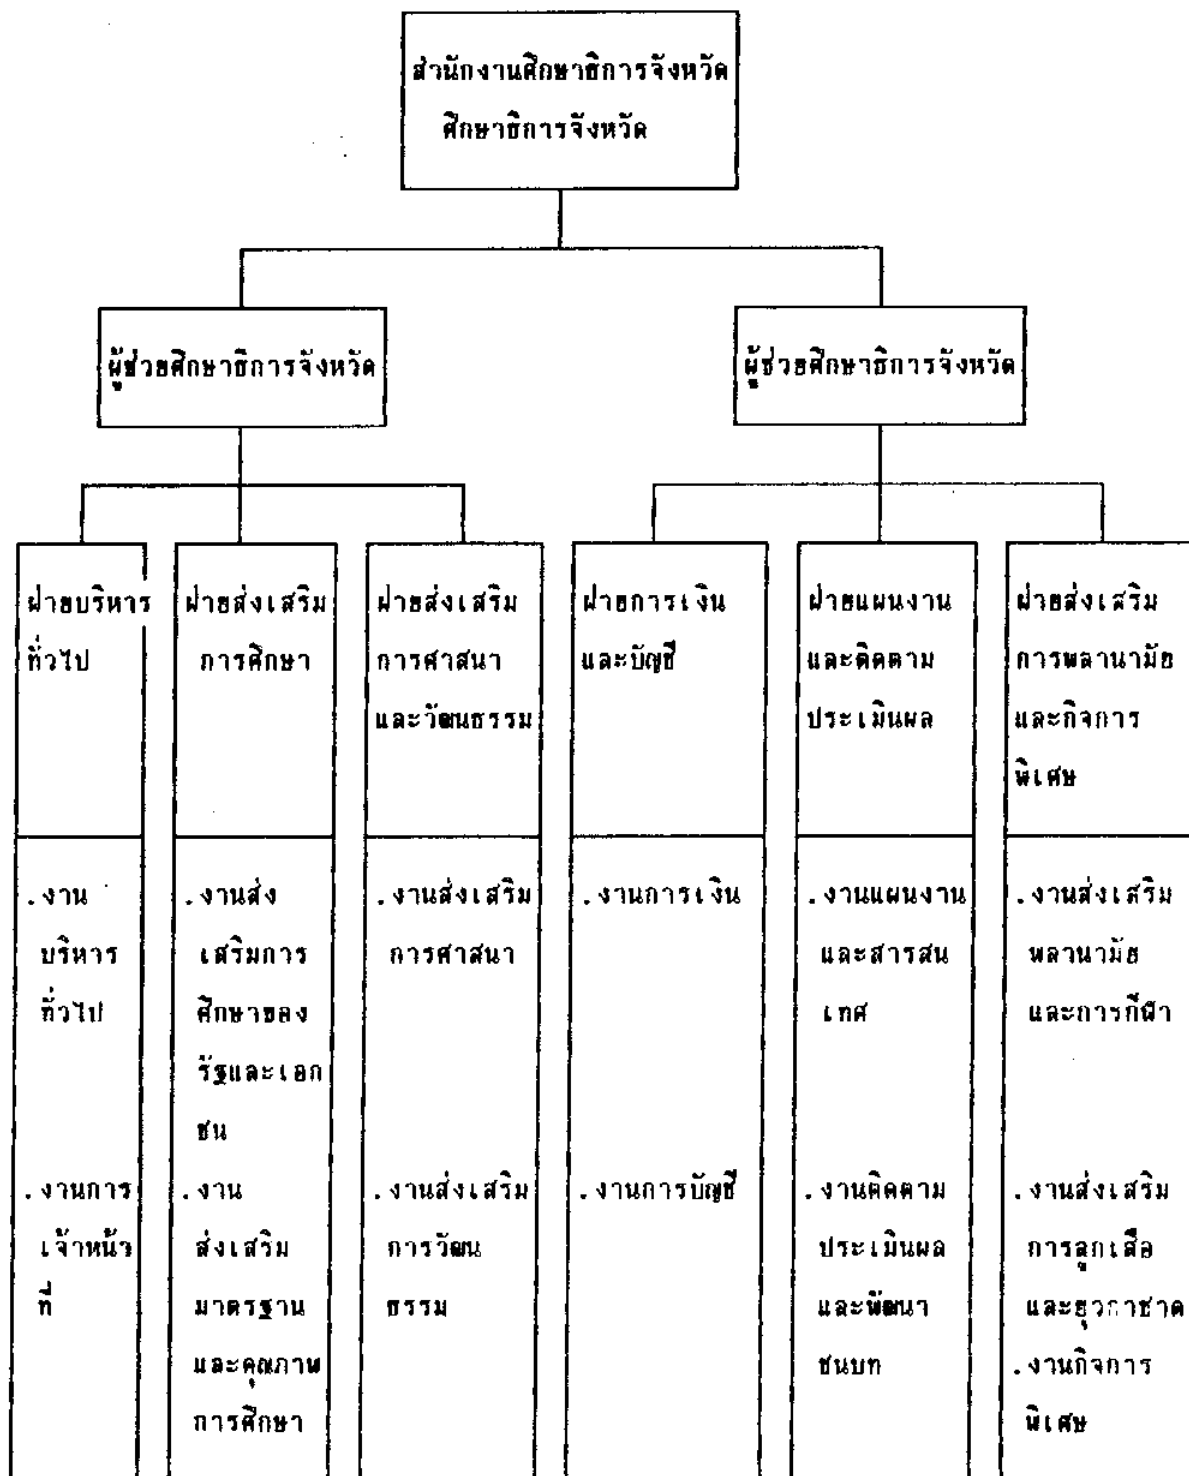 สำนักงานศึกษาธิการจังหวัด
ศึกษาธิการจังหวัด
ผู้ช่วยศึกษาธิการจังหวัด
ผู้ช่วยศึกษาธิการจังหวัด
ฝ่ายบริหาร
ทั่วไป
ฝ่ายส่งเสริม
การศึกษา
ฝ่ายส่งเสริม
การศาสนา
และวัฒนธรรม
ฝ่ายการเงิน
และบัญชี
ฝ่ายแผนงาน
และติดตาม
ประเมินผล
ฝ่ายส่งเสริม
การพลานามัย
และกิจการ
พิเศษ
.งาน
บริหาร
ทั่วไป
.งานการ
เจ้าหน้า
ที่
.งานส่ง
เสริมการ
ศึกษาของ
รัฐและเอก
ชน
.งาน
ส่งเสริม
มาตรฐาน
และคุณภาพ
การศึกษา
.งานส่งเสริม
การศาสนา
.งานส่งเสริม
การวัฒน
ธรรม
.งานการเงิน
.งานการบัญชี
.งานแผนงาน
และสารสน
เทศ
.งานติดตาม
ประเมินผล
และพัฒนา
ชนบท
.งานส่งเสริม
พลานามัย
และการกีฬา
.งานส่งเสริม
การลูกเสือ
และยุวกาชาด
.งานกิจการ
พิเศษ